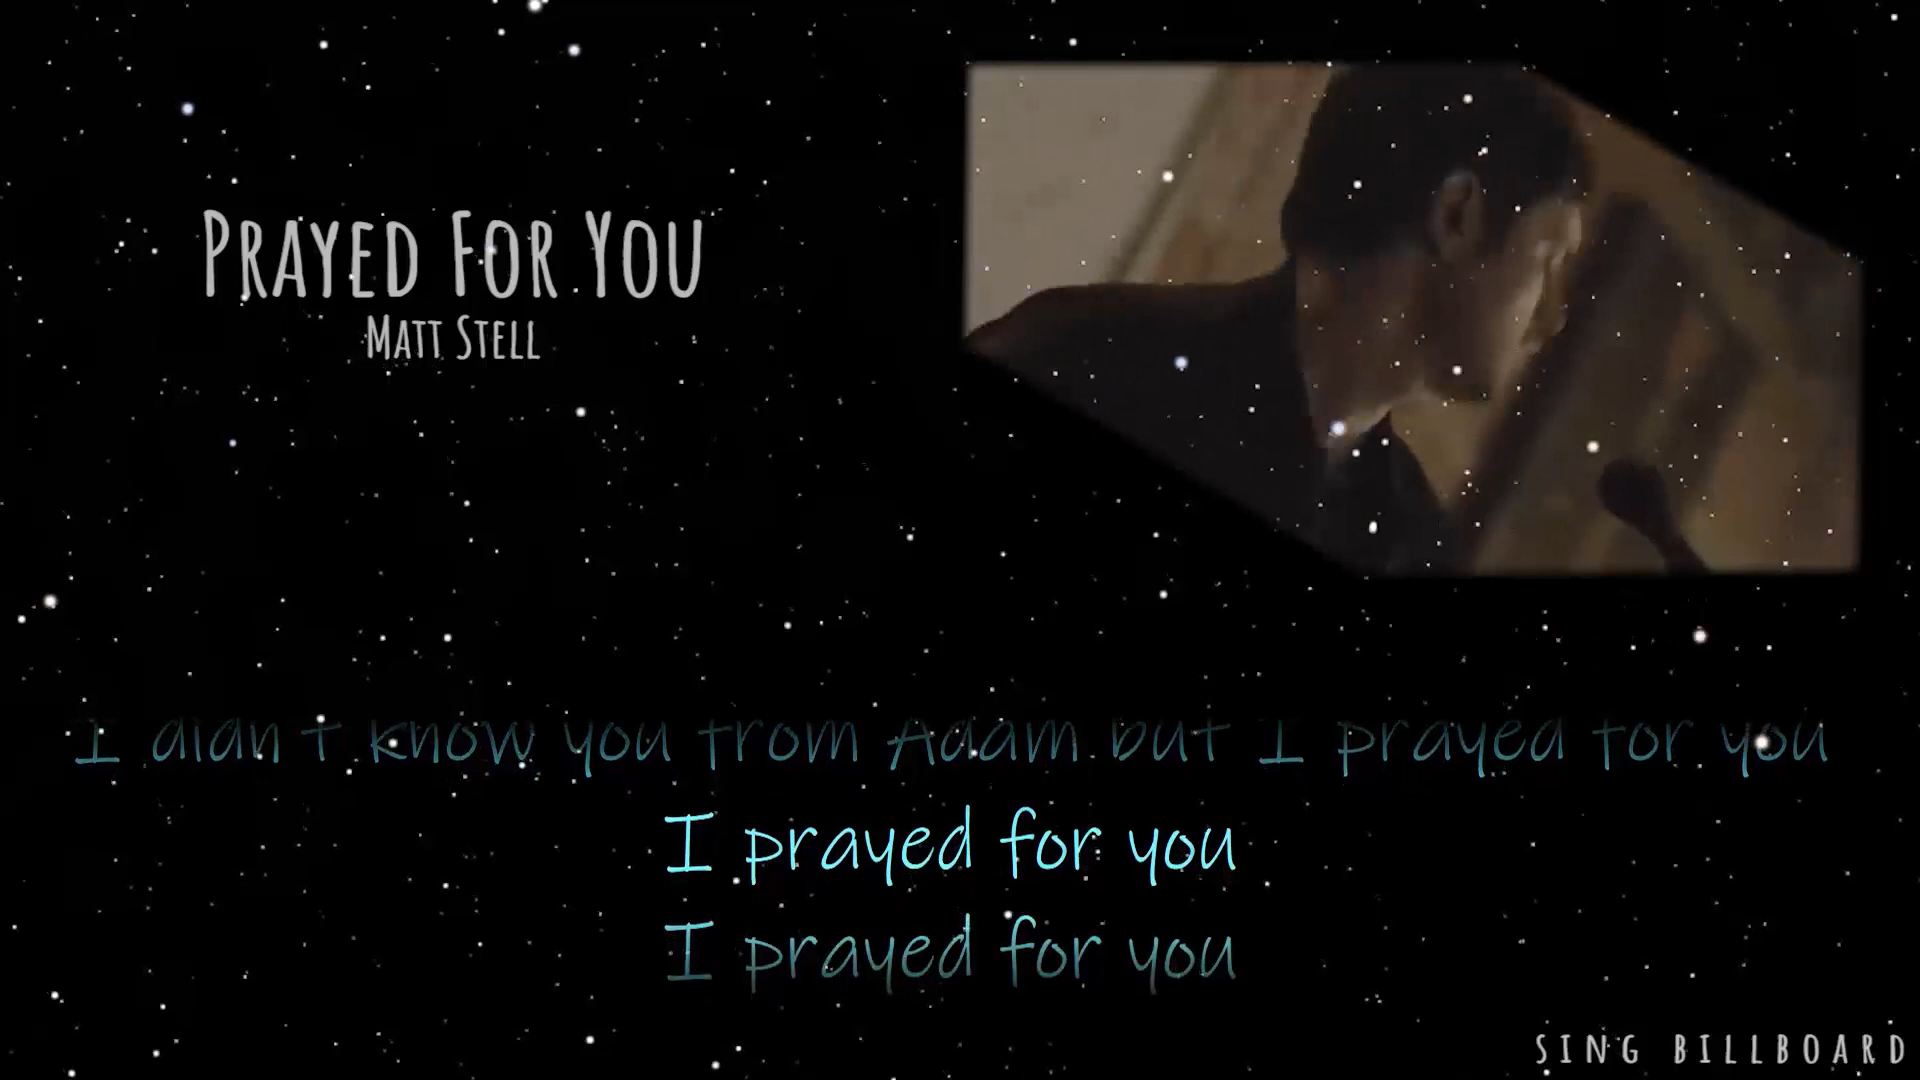 Prayed For You
Matt Stell
I didn't know you from Adam but I prayed for you
I prayed for you
I prayed for you
SING BILLBOARD